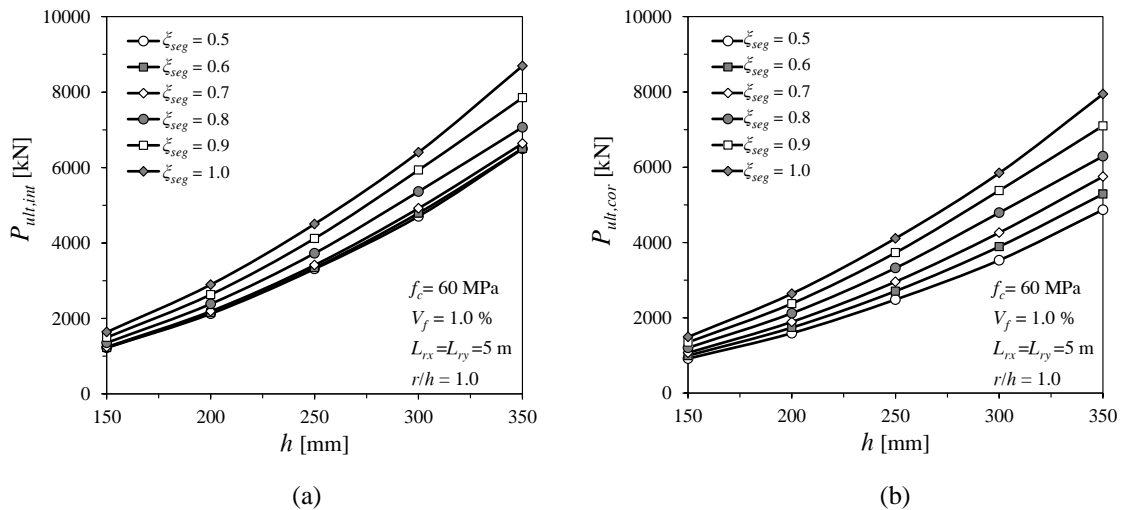 10000
8000
6000
4000
2000
0
P_ult,int [kN]
ξ_seg = 0.5
ξ_seg = 0.6
ξ_seg = 0.7
ξ_seg = 0.8
ξ_seg = 0.9
ξ_seg = 1.0
f_c= 60 MPa
V_f = 1.0 %
L_rx=L_ry =5 m
r/h = 1.0
150 200 250 300 350
h [mm]
(a)
10000
8000
6000
4000
2000
0
P_ult,cor [kN]
ξ_seg = 0.5
ξ_seg = 0.6
ξ_seg = 0.7
ξ_seg = 0.8
ξ_seg = 0.9
ξ_seg = 1.0
f_c= 60 MPa
V_f = 1.0 %
L_rx=L_ry =5 m
r/h = 1.0
150 200 250 300 350
h [mm]
(b)